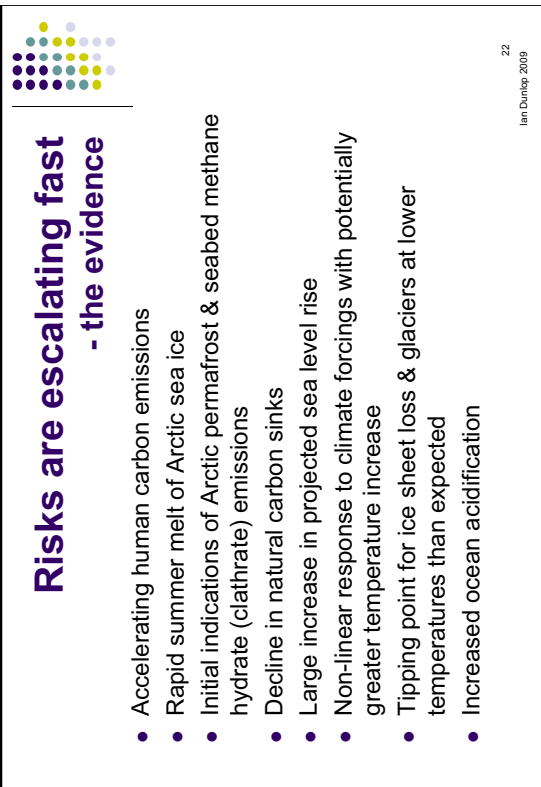 Risks are escalating fast
- the evidence
Accelerating human carbon emissions
Rapid summer melt of Arctic sea ice
Initial indications of Arctic permafrost & seabed methane
hydrate (clathrate) emissions
Decline in natural carbon sinks
Large increase in projected sea level rise
Non-linear response to climate forcings with potentially
greater temperature increase
Tipping point for ice sheet loss & glaciers at lower
temperatures than expected
Increased ocean acidification
22
Ian Dunlop 2009